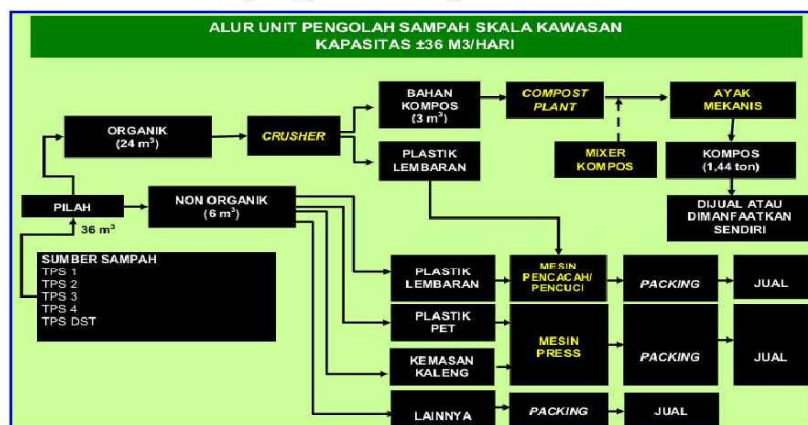 ALUR UNIT PENGOLAH SAMPAH SKALA KAWASAN
KAPASITAS ±36 M3/HARI
BAHAN
KOMPOS
(3 m³)
COMPOST
PLANT
AYAK
MEKANIS
ORGANIK
(24 m³)
CRUSHER
PLASTIK
LEMBARAN
MIXER
KOMPOS
KOMPOS
(1,44 ton)
PILAH
NON ORGANIK
(6 m³)
DIJUAL ATAU
DIMANFAATKAN
SENDIRI
36 m³
SUMBER SAMPAH
TPS 1
TPS 2
TPS 3
TPS 4
TPS DST
PLASTIK
LEMBARAN
MESIN
PENCACAH/
PENCUCI
PACKING
JUAL
PLASTIK
PET
MESIN
PRESS
KEMASAN
KALENG
PACKING
JUAL
LAINNYA
PACKING
JUAL